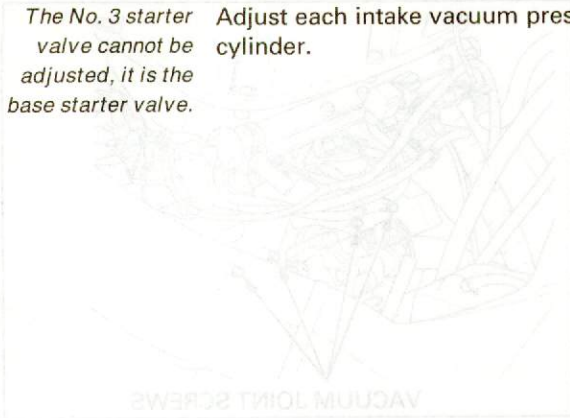 The No. 3 starter
valve cannot be
adjusted, it is the
base starter valve.
Adjust each intake vacuum pres
cylinder.
VACUUM JOINT SCREWS